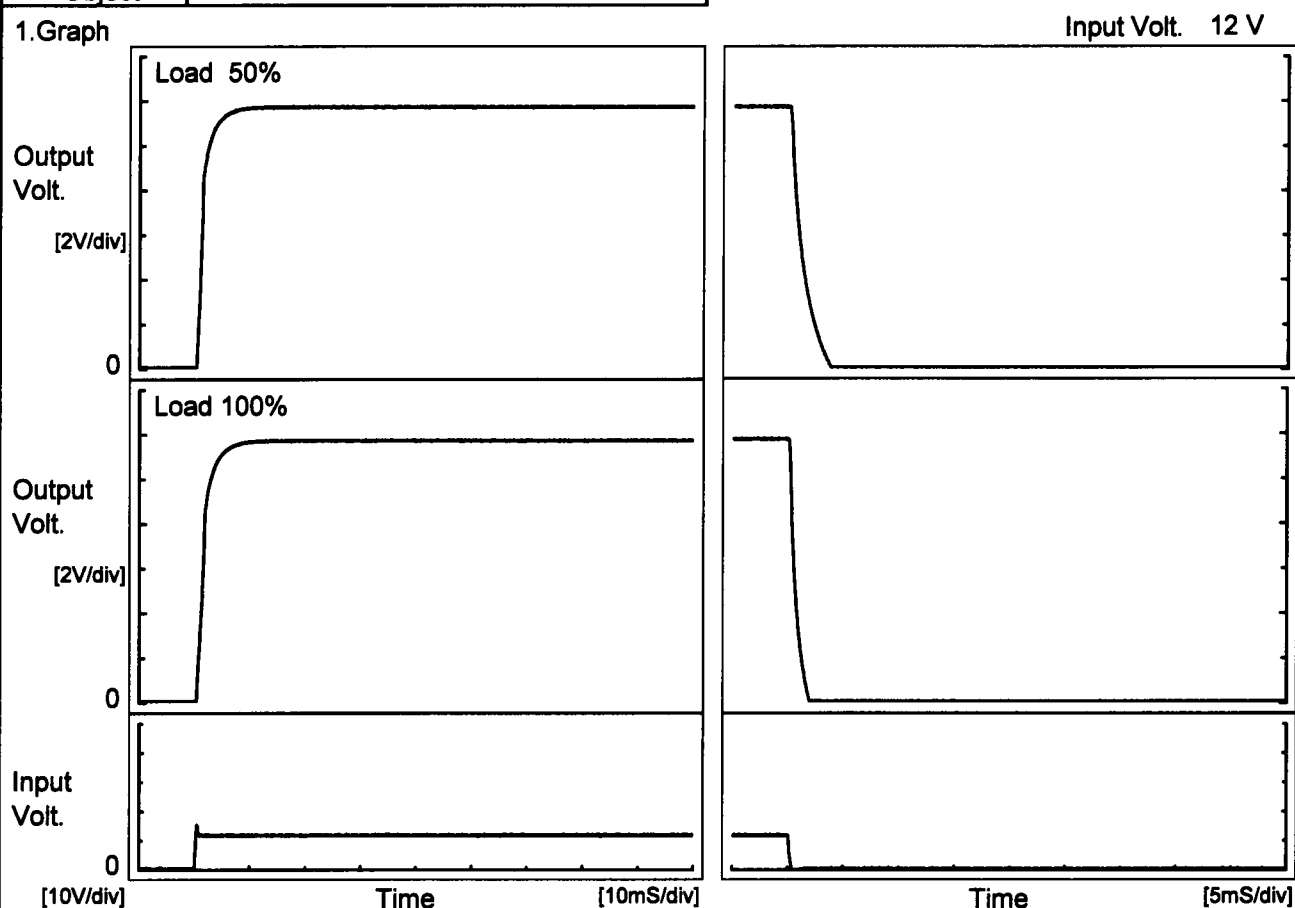 1.Graph
Input Volt. 12 V
Load 50%
Output
Volt.
[2V/div]
0
Load 100%
Output
Volt.
[2V/div]
0
Input
Volt.
0
[10V/div]
Time
[10mS/div]
Time
[5mS/div]